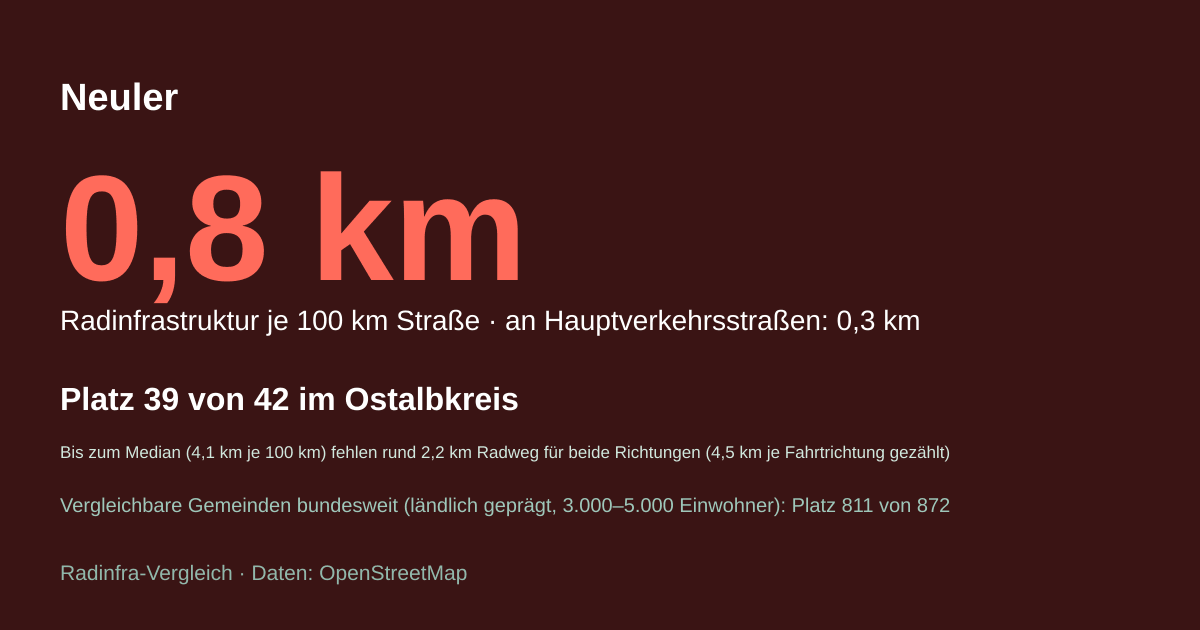 Neuler
0,8 km
Radinfrastruktur je 100 km Straße · an Hauptverkehrsstraßen: 0,3 km
Platz 39 von 42 im Ostalbkreis
Bis zum Median (4,1 km je 100 km) fehlen rund 2,2 km Radweg für beide Richtungen (4,5 km je Fahrtrichtung gezählt)
Vergleichbare Gemeinden bundesweit (ländlich geprägt, 3.000–5.000 Einwohner): Platz 811 von 872
Radinfra-Vergleich · Daten: OpenStreetMap